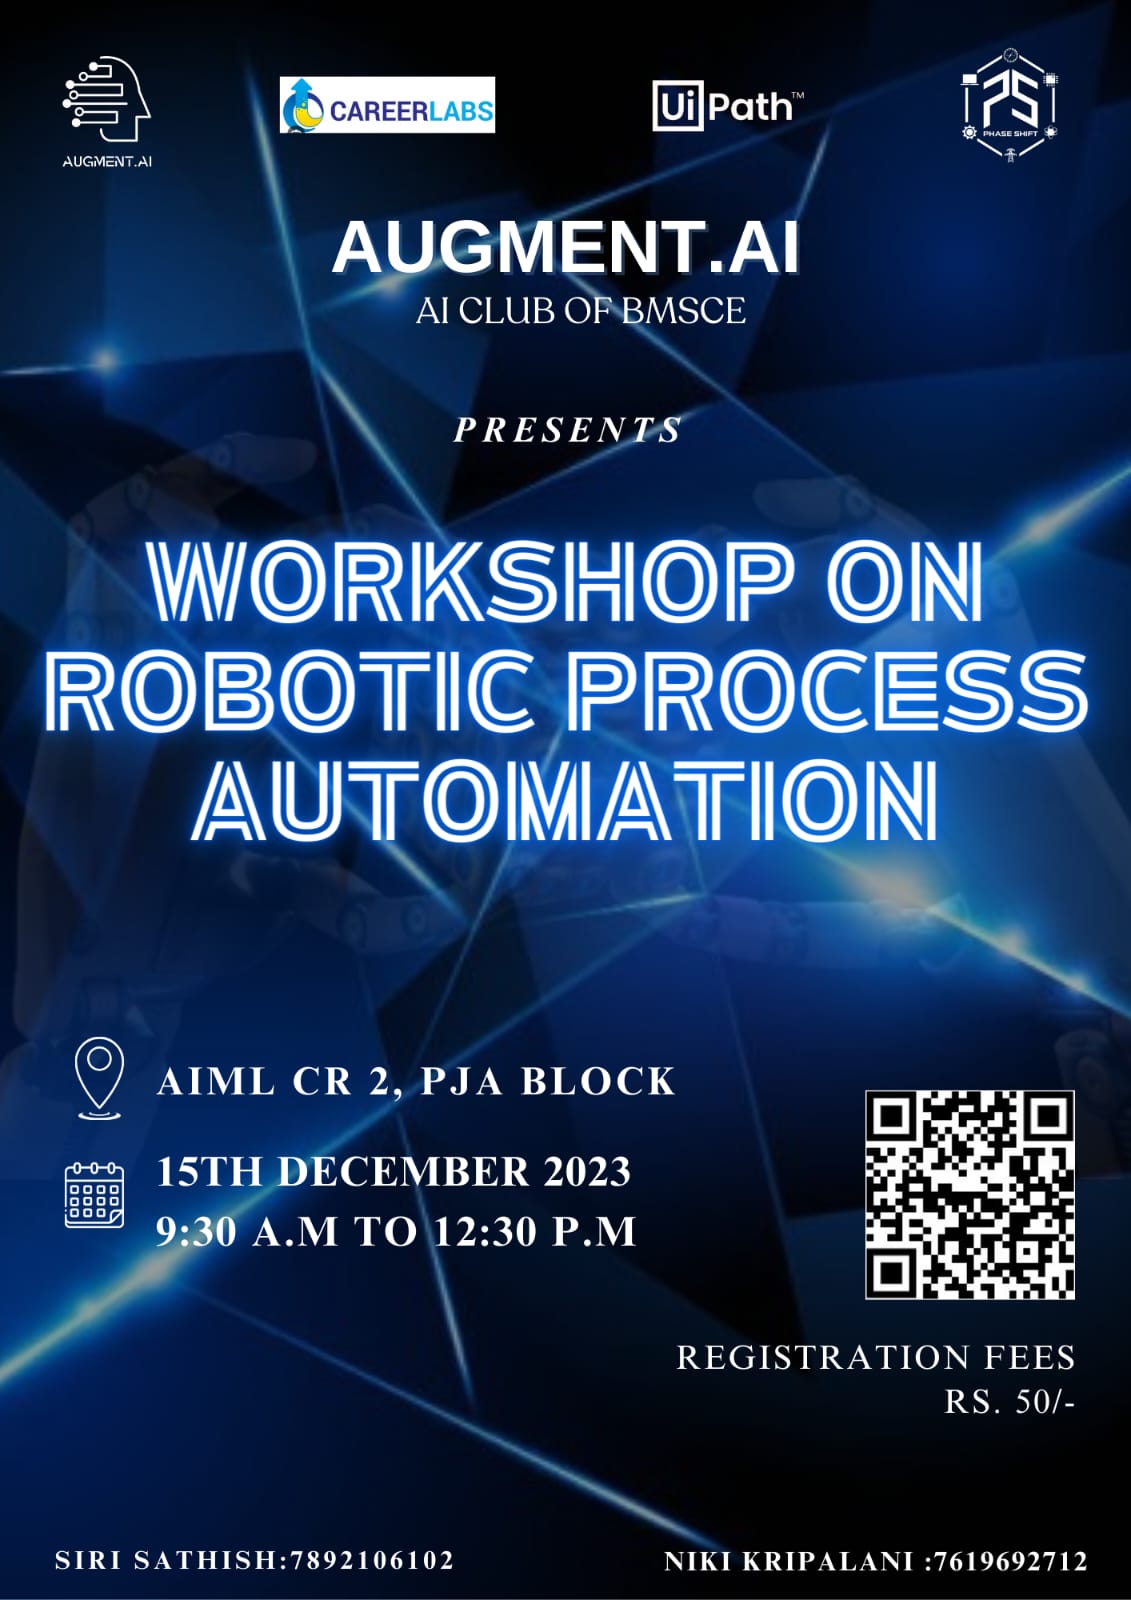 AUGMENT.AI
CAREERLABS
UiPath™
PS
PHASE SHIFT
AUGMENT.AI
AI CLUB OF BMSCE
PRESENTS
WORKSHOP ON
ROBOTIC PROCESS
AUTOMATION
AIML CR 2, PJA BLOCK
15TH DECEMBER 2023
9:30 A.M TO 12:30 P.M
REGISTRATION FEES
RS. 50/-
SIRI SATHISH:7892106102
NIKI KRIPALANI :7619692712